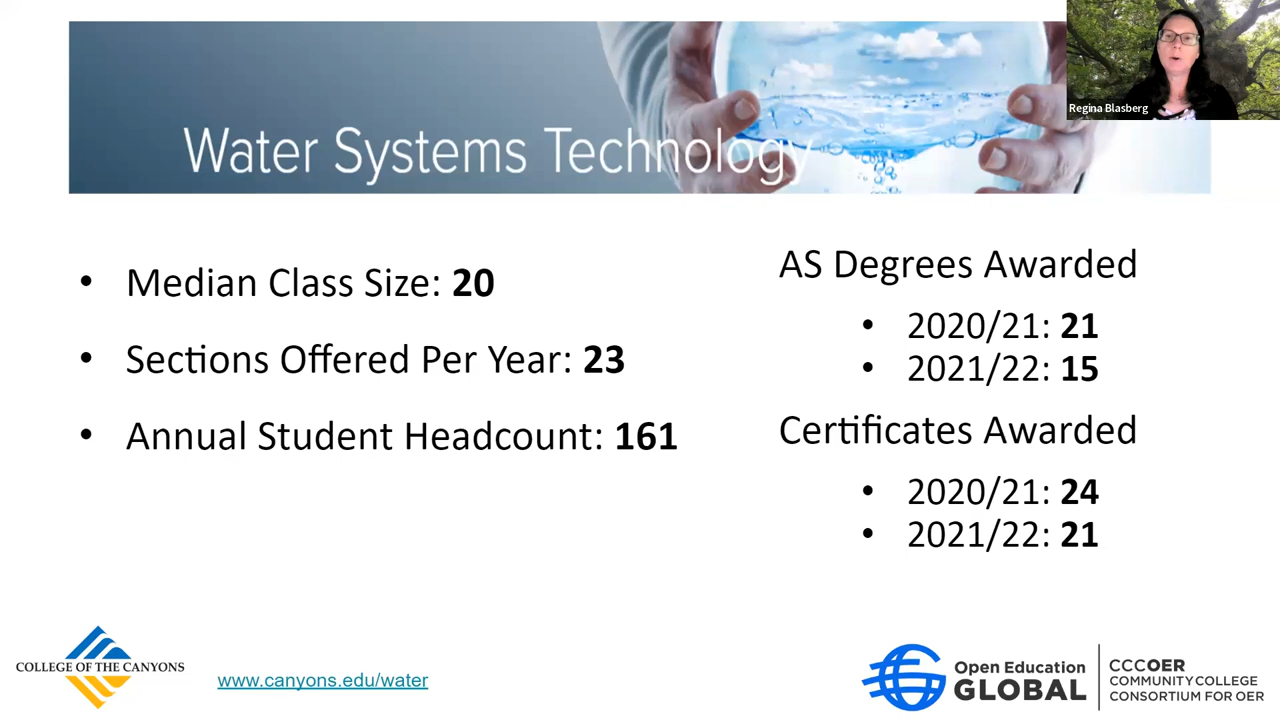 Water Systems Technology
Regina Blasberg
• Median Class Size: 20
• Sections Offered Per Year: 23
• Annual Student Headcount: 161
AS Degrees Awarded
• 2020/21: 21
• 2021/22: 15
Certificates Awarded
• 2020/21: 24
• 2021/22: 21
COLLEGE OF THE CANYONS
www.canyons.edu/water
Open Education
GLOBAL
CCCOER
COMMUNITY COLLEGE
CONSORTIUM FOR OER